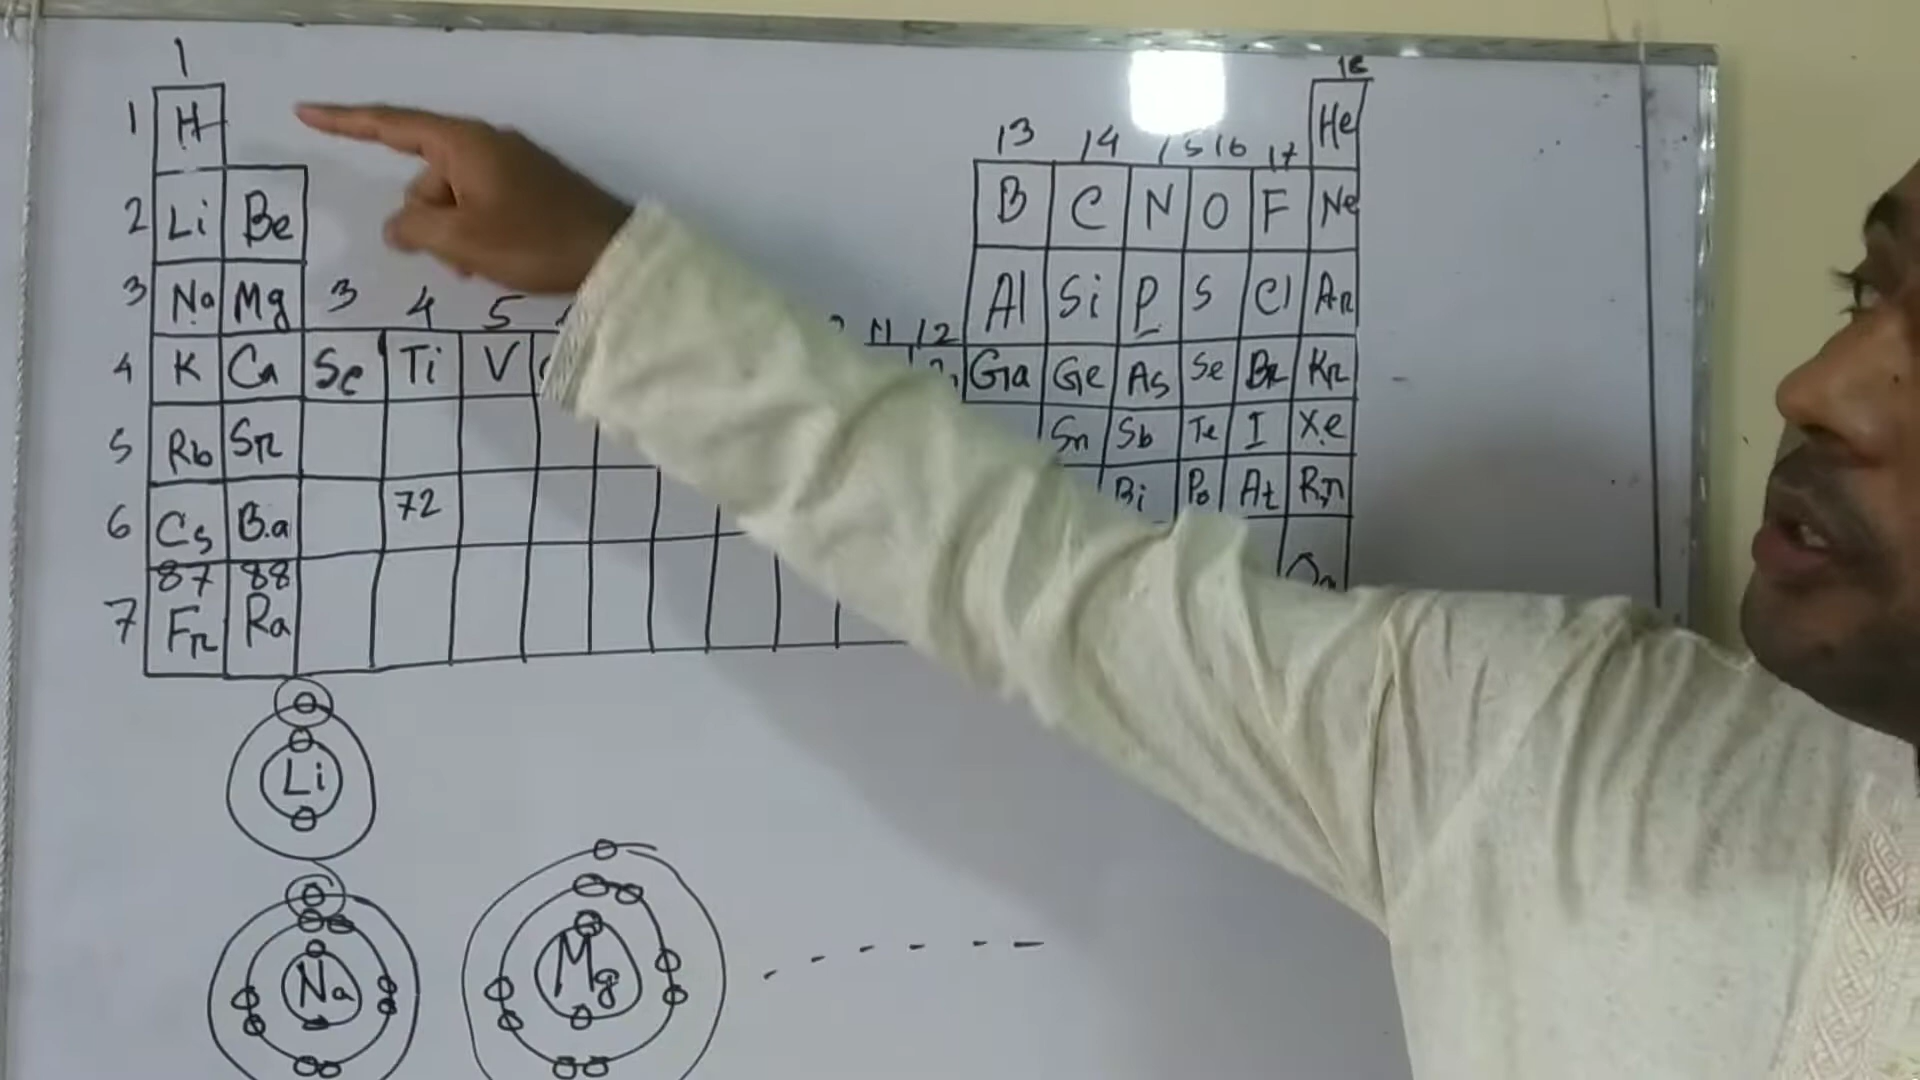 1 18
1 H He
13 14 15 16 17
2 Li Be B C N O F Ne
3 Na Mg 3 4 5 Al Si P S Cl Ar
11 12
4 K Ca Sc Ti V Ga Ge As Se Br Kr
5 Rb Sr Sn Sb Te I Xe
6 Cs Ba 72 Bi Po At Rn
87 88
7 Fr Ra
Li
Na Mg